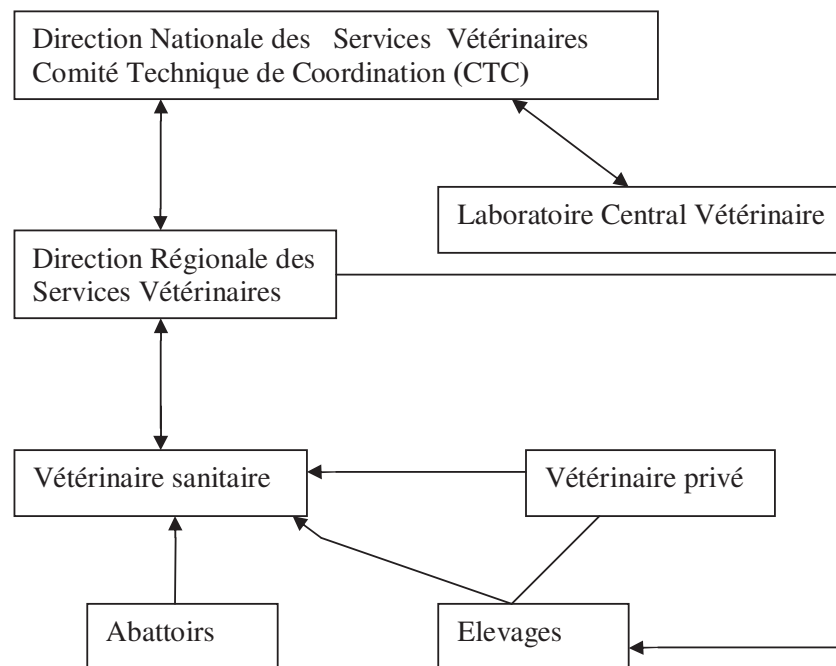 Direction Nationale des Services Vétérinaires
Comité Technique de Coordination (CTC)
Laboratoire Central Vétérinaire
Direction Régionale des
Services Vétérinaires
Vétérinaire sanitaire
Vétérinaire privé
Abattoirs
Elevages